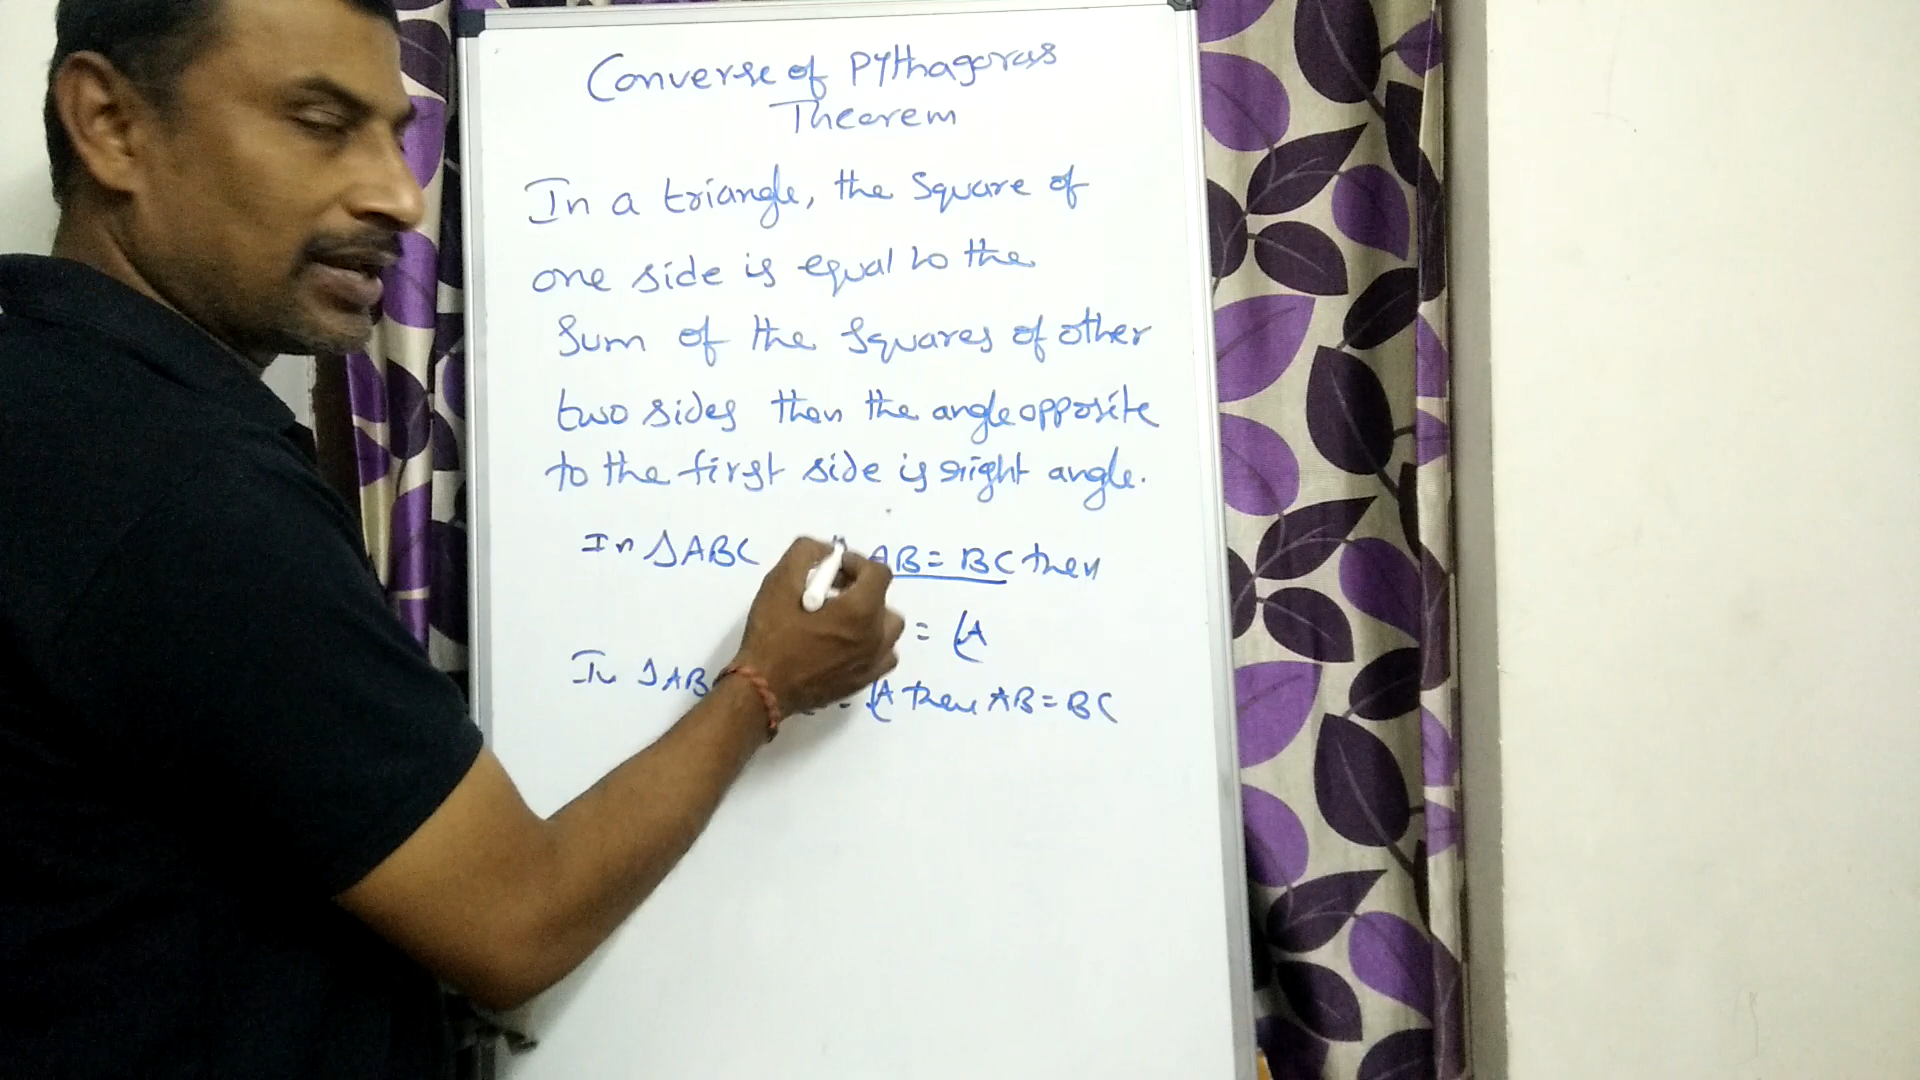 Converse of Pythagoras
Theorem
In a triangle, the Square of
one side is equal to the
Sum of the Squares of other
two sides then the angle opposite
to the first side is right angle.
In ΔABC AB = BC then
= ∠A
In ΔAB = ∠A then AB = BC